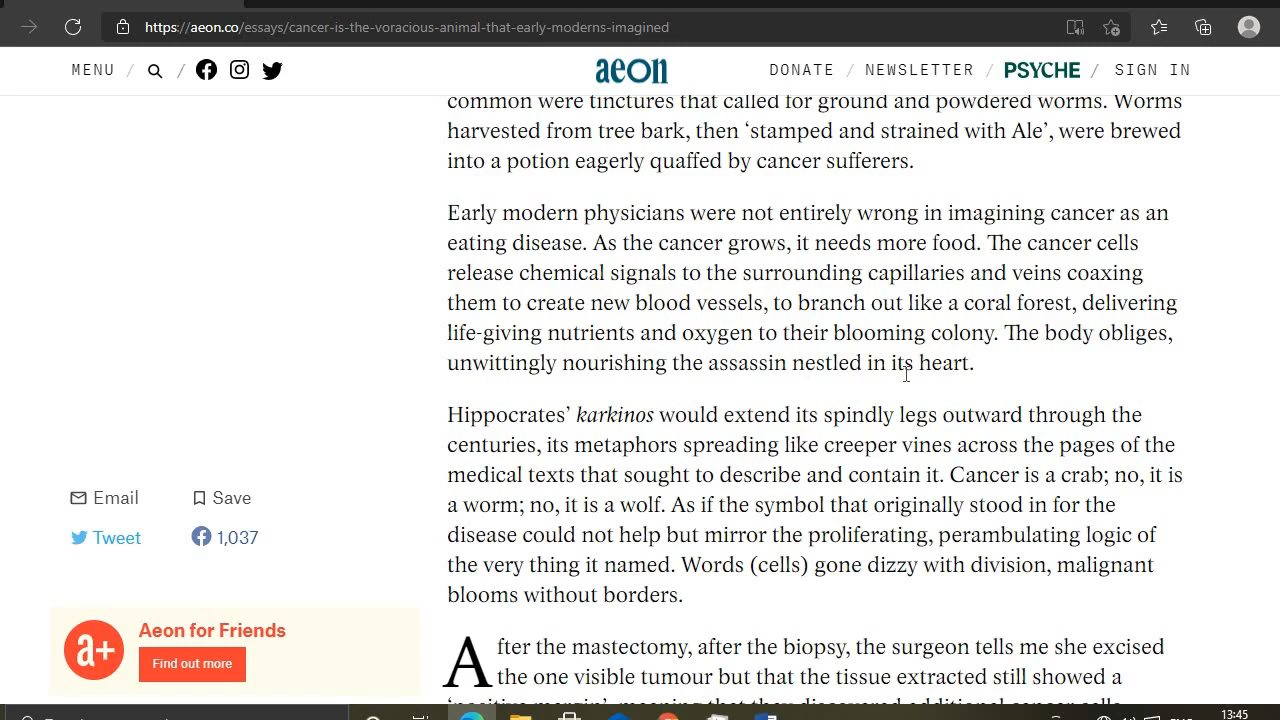 https://aeon.co/essays/cancer-is-the-voracious-animal-that-early-moderns-imagined
MENU / / aeon DONATE / NEWSLETTER / PSYCHE / SIGN IN
common were tinctures that called for ground and powdered worms. Worms
harvested from tree bark, then ‘stamped and strained with Ale’, were brewed
into a potion eagerly quaffed by cancer sufferers.
Early modern physicians were not entirely wrong in imagining cancer as an
eating disease. As the cancer grows, it needs more food. The cancer cells
release chemical signals to the surrounding capillaries and veins coaxing
them to create new blood vessels, to branch out like a coral forest, delivering
life-giving nutrients and oxygen to their blooming colony. The body obliges,
unwittingly nourishing the assassin nestled in its heart.
Hippocrates’ karkinos would extend its spindly legs outward through the
centuries, its metaphors spreading like creeper vines across the pages of the
medical texts that sought to describe and contain it. Cancer is a crab; no, it is
a worm; no, it is a wolf. As if the symbol that originally stood in for the
disease could not help but mirror the proliferating, perambulating logic of
the very thing it named. Words (cells) gone dizzy with division, malignant
blooms without borders.
After the mastectomy, after the biopsy, the surgeon tells me she excised
the one visible tumour but that the tissue extracted still showed a
Email Save
Tweet 1,037
a+ Aeon for Friends
Find out more
13:45